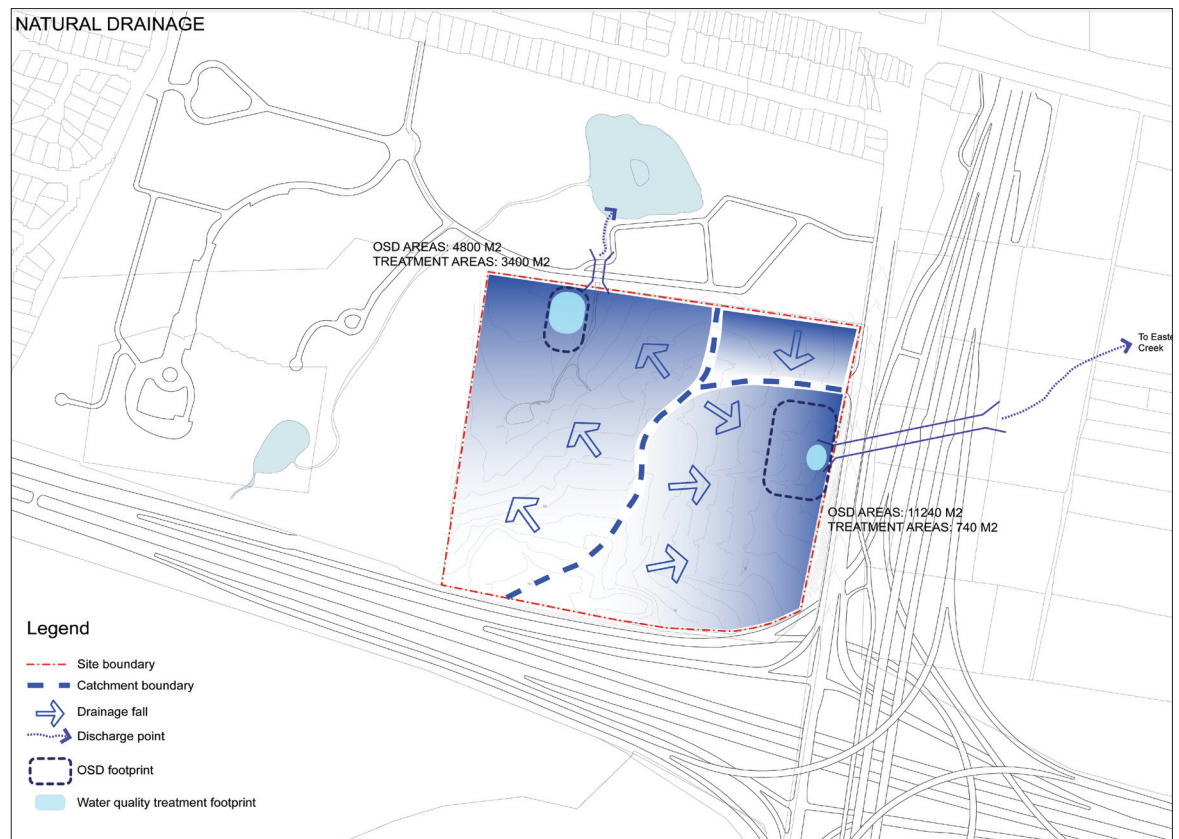 NATURAL DRAINAGE
OSD AREAS: 4800 M2
TREATMENT AREAS: 3400 M2
To Easte
Creek
OSD AREAS: 11240 M2
TREATMENT AREAS: 740 M2
Legend
Site boundary
Catchment boundary
Drainage fall
Discharge point
OSD footprint
Water quality treatment footprint